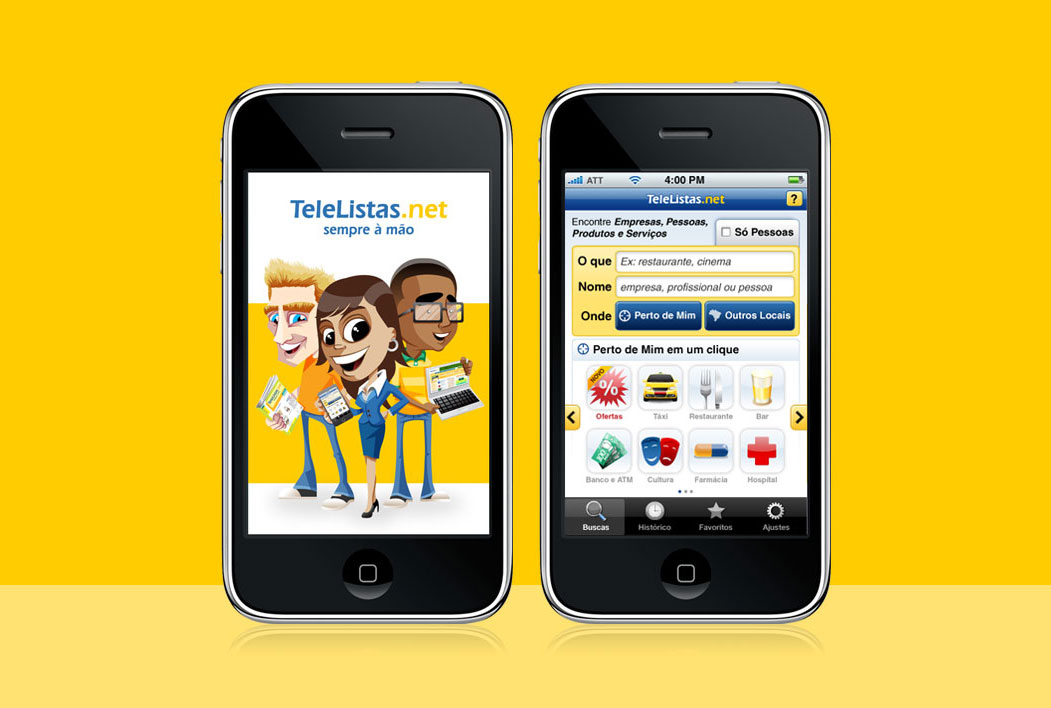 TeleListas.net
sempre à mão
ATT
4:00 PM
TeleListas.net
?
Encontre Empresas, Pessoas,
Produtos e Serviços
Só Pessoas
O que
Ex: restaurante, cinema
Nome
empresa, profissional ou pessoa
Onde
Perto de Mim
Outros Locais
Perto de Mim em um clique
NOVO
%
Ofertas
Táxi
Restaurante
Bar
Banco e ATM
Cultura
Farmácia
Hospital
Buscas
Histórico
Favoritos
Ajustes